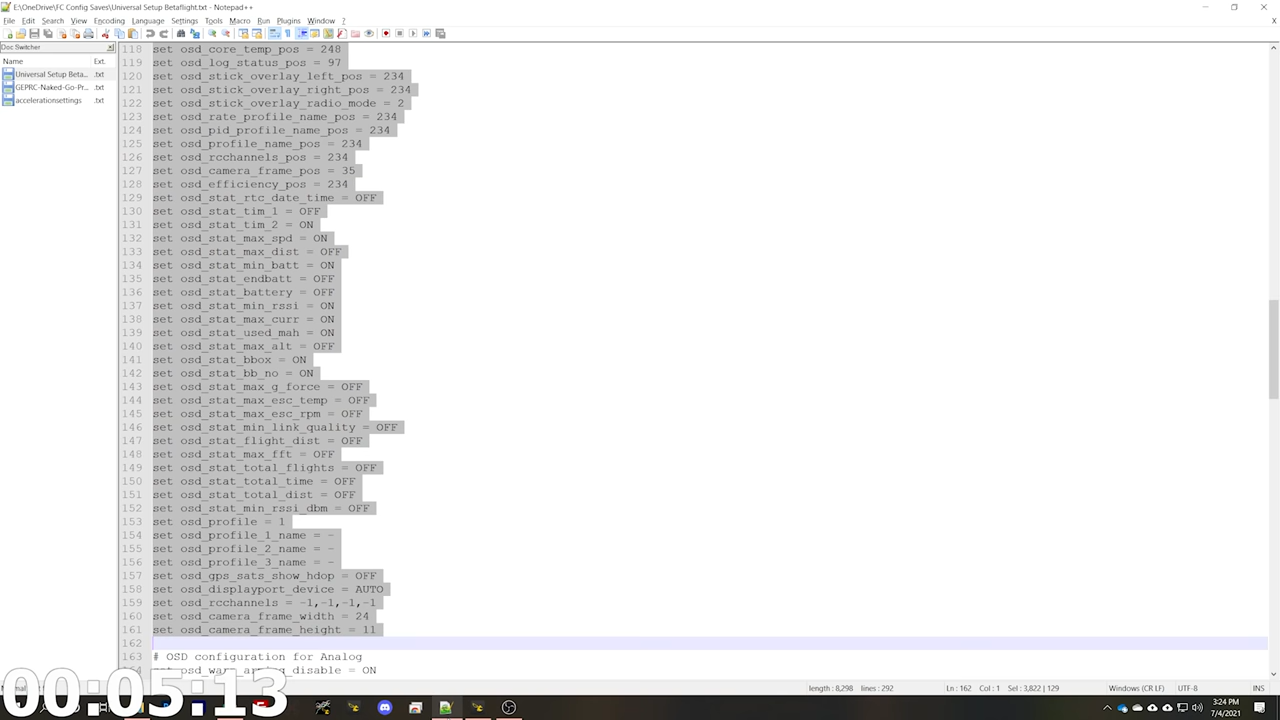 E:\OneDrive\FC Config Saves\Universal Setup Betaflight.txt - Notepad++
File Edit Search View Encoding Language Settings Tools Macro Run Plugins Window ? X
Doc Switcher
Name Ext.
Universal Setup Beta... .txt
GEPRC-Naked-Go-Pr... .txt
accelerationsettings .txt
118 set osd_core_temp_pos = 248
119 set osd_log_status_pos = 97
120 set osd_stick_overlay_left_pos = 234
121 set osd_stick_overlay_right_pos = 234
122 set osd_stick_overlay_radio_mode = 2
123 set osd_rate_profile_name_pos = 234
124 set osd_pid_profile_name_pos = 234
125 set osd_profile_name_pos = 234
126 set osd_rcchannels_pos = 234
127 set osd_camera_frame_pos = 35
128 set osd_efficiency_pos = 234
129 set osd_stat_rtc_date_time = OFF
130 set osd_stat_tim_1 = OFF
131 set osd_stat_tim_2 = ON
132 set osd_stat_max_spd = ON
133 set osd_stat_max_dist = OFF
134 set osd_stat_min_batt = ON
135 set osd_stat_endbatt = OFF
136 set osd_stat_battery = OFF
137 set osd_stat_min_rssi = ON
138 set osd_stat_max_curr = ON
139 set osd_stat_used_mah = ON
140 set osd_stat_max_alt = OFF
141 set osd_stat_bbox = ON
142 set osd_stat_bb_no = ON
143 set osd_stat_max_g_force = OFF
144 set osd_stat_max_esc_temp = OFF
145 set osd_stat_max_esc_rpm = OFF
146 set osd_stat_min_link_quality = OFF
147 set osd_stat_flight_dist = OFF
148 set osd_stat_max_fft = OFF
149 set osd_stat_total_flights = OFF
150 set osd_stat_total_time = OFF
151 set osd_stat_total_dist = OFF
152 set osd_stat_min_rssi_dbm = OFF
153 set osd_profile = 1
154 set osd_profile_1_name = -
155 set osd_profile_2_name = -
156 set osd_profile_3_name = -
157 set osd_gps_sats_show_hdop = OFF
158 set osd_displayport_device = AUTO
159 set osd_rcchannels = -1,-1,-1,-1
160 set osd_camera_frame_width = 24
161 set osd_camera_frame_height = 11
162
163 # OSD configuration for Analog
164 set osd_warn_arming_disable = ON
length : 8,298 lines : 292 Ln : 162 Col : 1 Sel : 3,822 | 129 Windows (CR LF) UTF-8 INS
00:05:13
3:24 PM
7/4/2021